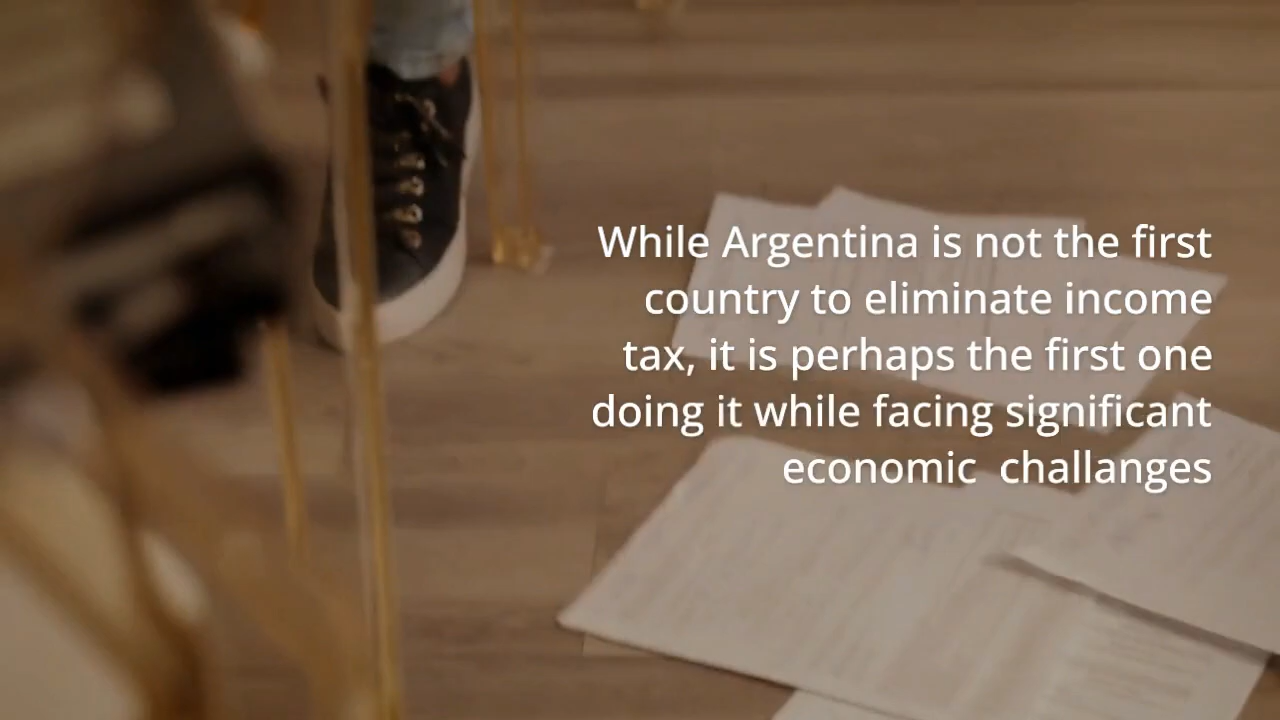 While Argentina is not the first
country to eliminate income
tax, it is perhaps the first one
doing it while facing significant
economic  challanges